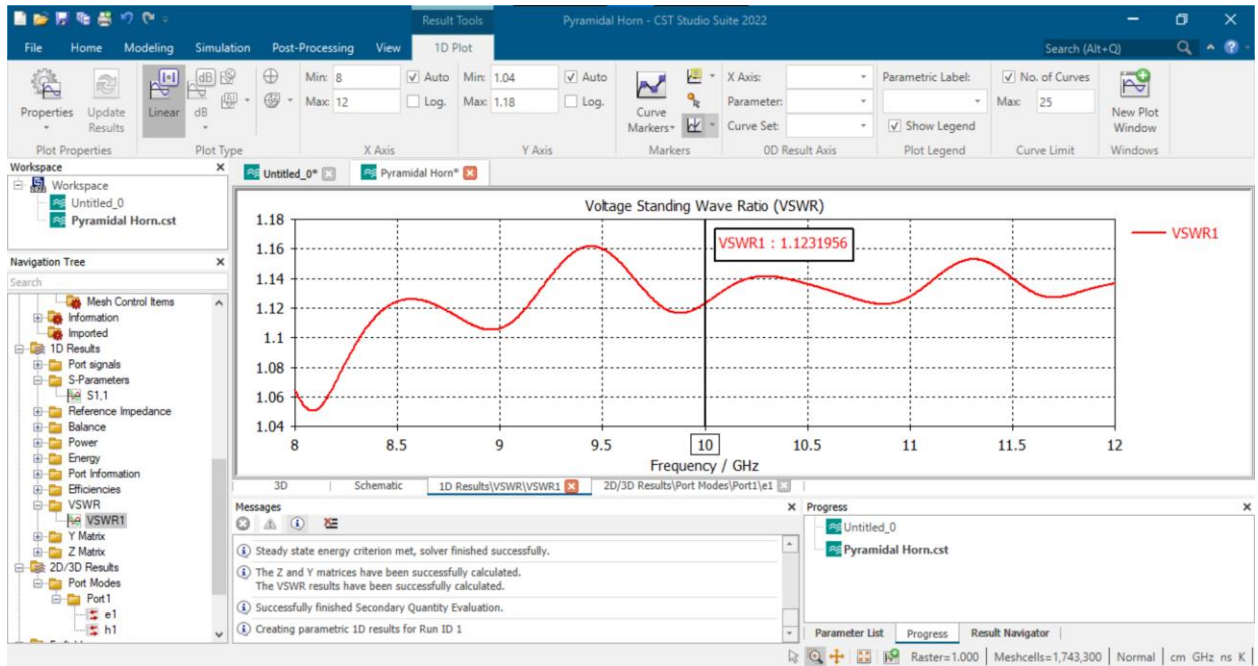 Result Tools
Pyramidal Horn - CST Studio Suite 2022
File Home Modeling Simulation Post-Processing View 1D Plot Search (Alt+Q)
Properties
Update
Results
Linear
dB
dB
Min: 8
Max: 12
Auto
Log.
Min: 1.04
Max: 1.18
Auto
Log.
Curve
Markers
X Axis:
Parameter:
Curve Set:
Parametric Label:
Show Legend
No. of Curves
Max: 25
New Plot
Window
Plot Properties Plot Type X Axis Y Axis Markers 0D Result Axis Plot Legend Curve Limit Windows
Workspace
Workspace
Untitled_0
Pyramidal Horn.cst
Navigation Tree
Search
Mesh Control Items
Information
Imported
1D Results
Port signals
S-Parameters
S1,1
Reference Impedance
Balance
Power
Energy
Port Information
Efficiencies
VSWR
VSWR1
Y Matrix
Z Matrix
2D/3D Results
Port Modes
Port1
e1
h1
Untitled_0* Pyramidal Horn*
Voltage Standing Wave Ratio (VSWR)
1.18
1.16
1.14
1.12
1.1
1.08
1.06
1.04
VSWR1 : 1.1231956
VSWR1
8 8.5 9 9.5 10 10.5 11 11.5 12
Frequency / GHz
3D Schematic 1D Results\VSWR\VSWR1 2D/3D Results\Port Modes\Port1\e1
Messages
Steady state energy criterion met, solver finished successfully.
The Z and Y matrices have been successfully calculated.
The VSWR results have been successfully calculated.
Successfully finished Secondary Quantity Evaluation.
Creating parametric 1D results for Run ID 1
Progress
Untitled_0
Pyramidal Horn.cst
Parameter List Progress Result Navigator
Raster=1.000 Meshcells=1,743,300 Normal cm GHz ns K